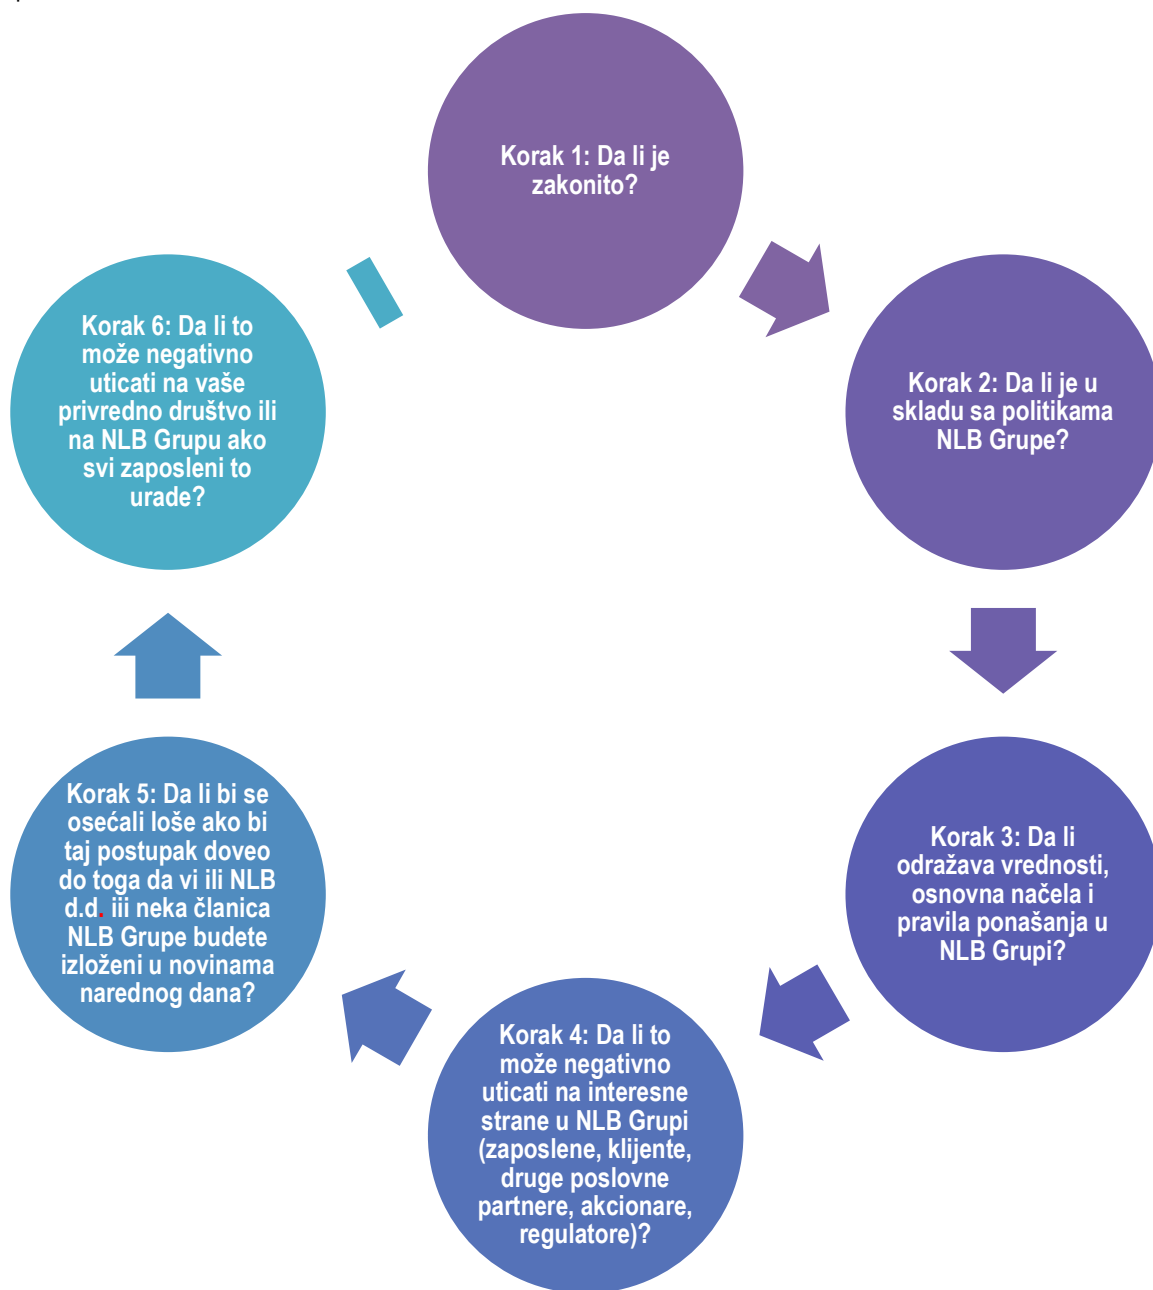 Korak 1: Da li je
zakonito?
Korak 2: Da li je u
skladu sa politikama
NLB Grupe?
Korak 3: Da li
odražava vrednosti,
osnovna načela i
pravila ponašanja u
NLB Grupi?
Korak 4: Da li to
može negativno
uticati na interesne
strane u NLB Grupi
(zaposlene, klijente,
druge poslovne
partnere, akcionare,
regulatore)?
Korak 5: Da li bi se
osećali loše ako bi
taj postupak doveo
do toga da vi ili NLB
d.d. iii neka članica
NLB Grupe budete
izloženi u novinama
narednog dana?
Korak 6: Da li to
može negativno
uticati na vaše
privredno društvo ili
na NLB Grupu ako
svi zaposleni to
urade?